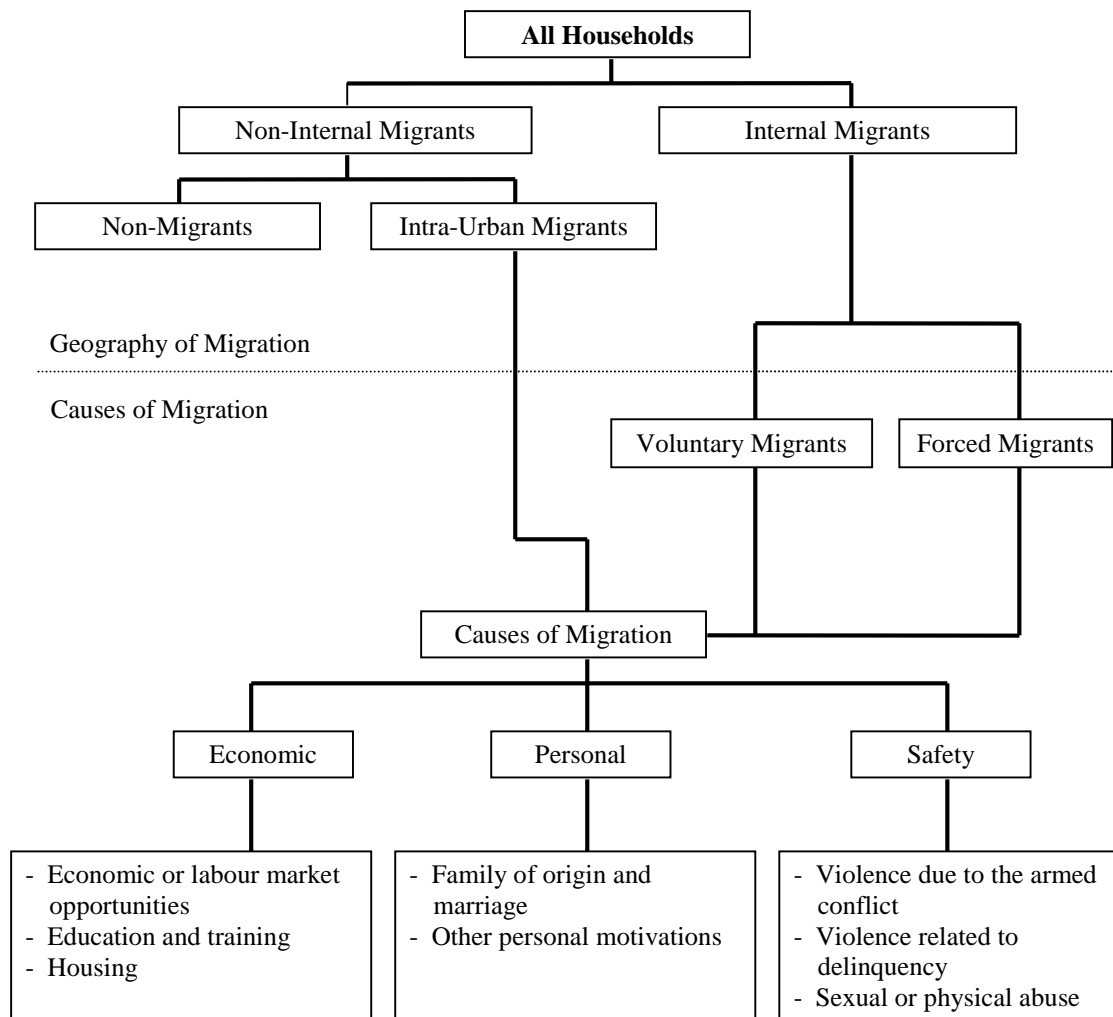 All Households
Non-Internal Migrants
Internal Migrants
Non-Migrants
Intra-Urban Migrants
Geography of Migration
Causes of Migration
Voluntary Migrants
Forced Migrants
Causes of Migration
Economic
Personal
Safety
- Economic or labour market
opportunities
- Education and training
- Housing
- Family of origin and
marriage
- Other personal motivations
- Violence due to the armed
conflict
- Violence related to
delinquency
- Sexual or physical abuse